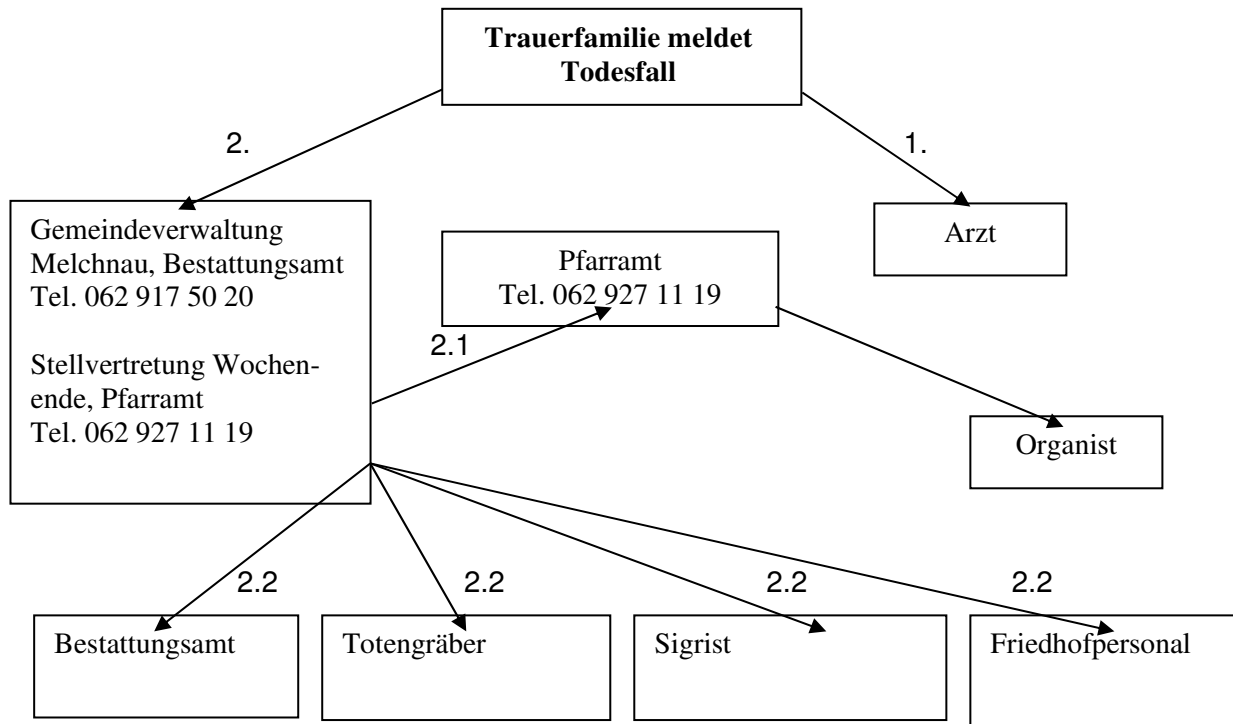 Trauerfamilie meldet
Todesfall
2.
1.
Gemeindeverwaltung
Melchnau, Bestattungsamt
Tel. 062 917 50 20
Stellvertretung Wochen-
ende, Pfarramt
Tel. 062 927 11 19
Arzt
Pfarramt
Tel. 062 927 11 19
2.1
Organist
2.2
2.2
2.2
2.2
Bestattungsamt
Totengräber
Sigrist
Friedhofpersonal